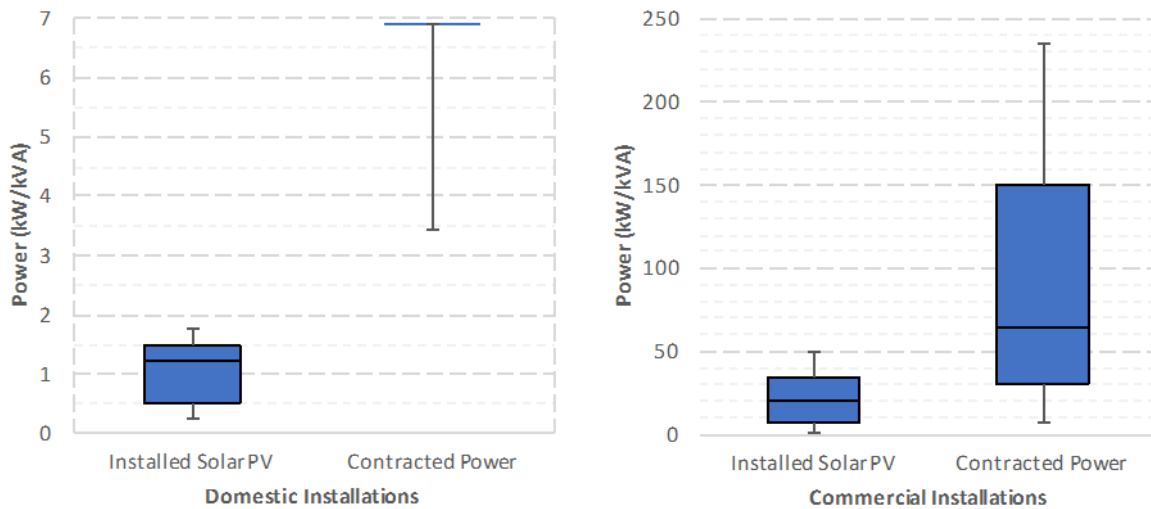 Power (kW/kVA)
7
6
5
4
3
2
1
0
Installed Solar PV
Contracted Power
Domestic Installations
Power (kW/kVA)
250
200
150
100
50
0
Installed Solar PV
Contracted Power
Commercial Installations